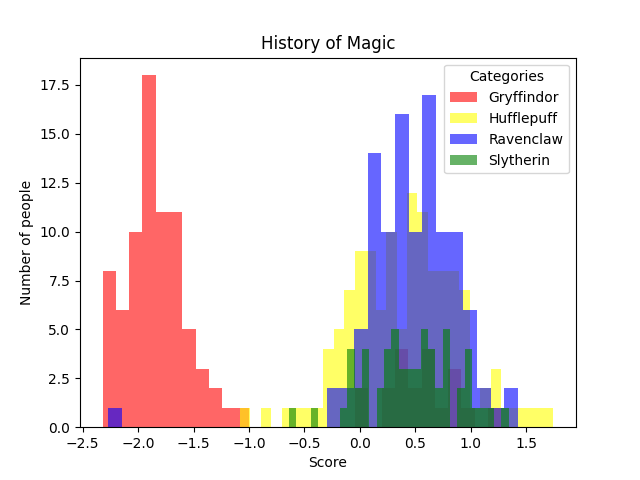 History of Magic
Categories
Gryffindor
Hufflepuff
Ravenclaw
Slytherin
Number of people
17.5
15.0
12.5
10.0
7.5
5.0
2.5
0.0
−2.5 −2.0 −1.5 −1.0 −0.5 0.0 0.5 1.0 1.5
Score